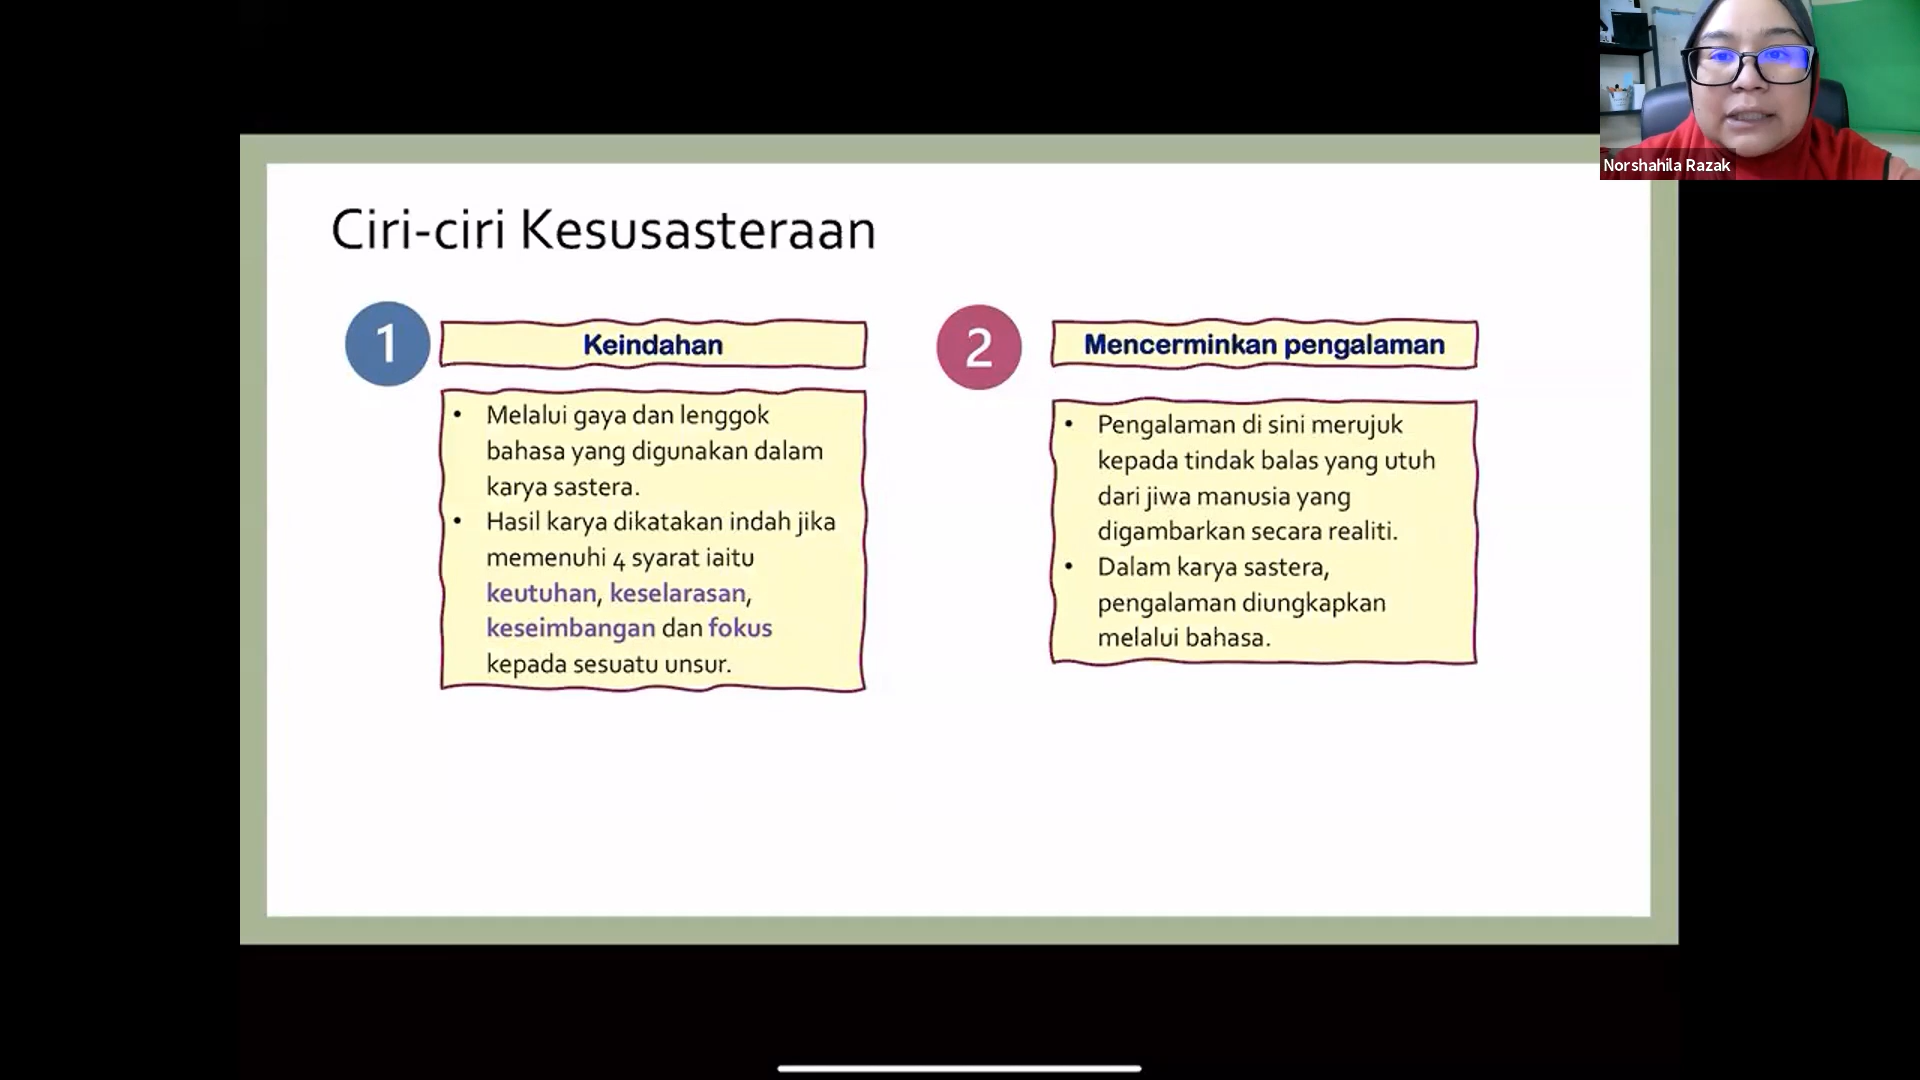 Norshahila Razak
Ciri-ciri Kesusasteraan
1
Keindahan
• Melalui gaya dan lenggok
bahasa yang digunakan dalam
karya sastera.
• Hasil karya dikatakan indah jika
memenuhi 4 syarat iaitu
keutuhan, keselarasan,
keseimbangan dan fokus
kepada sesuatu unsur.
2
Mencerminkan pengalaman
• Pengalaman di sini merujuk
kepada tindak balas yang utuh
dari jiwa manusia yang
digambarkan secara realiti.
• Dalam karya sastera,
pengalaman diungkapkan
melalui bahasa.